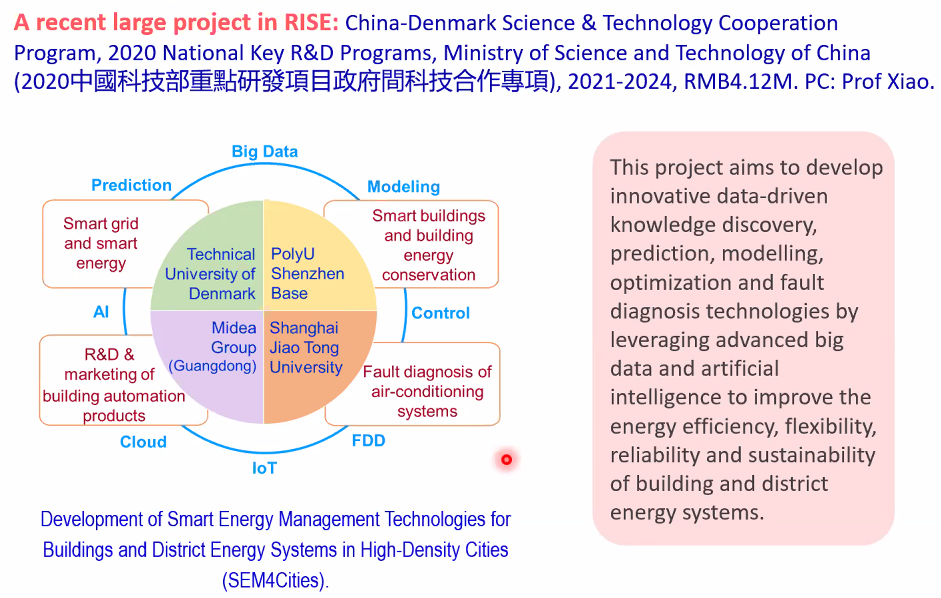 A recent large project in RISE: China-Denmark Science & Technology Cooperation
Program, 2020 National Key R&D Programs, Ministry of Science and Technology of China
(2020中國科技部重點研發項目政府間科技合作專項), 2021-2024, RMB4.12M. PC: Prof Xiao.
Big Data
Prediction
Modeling
Smart grid
and smart
energy
Technical
University of
Denmark
PolyU
Shenzhen
Base
Smart buildings
and building
energy
conservation
AI
Control
R&D &
marketing of
building automation
products
Midea
Group
(Guangdong)
Shanghai
Jiao Tong
University
Fault diagnosis of
air-conditioning
systems
Cloud
FDD
IoT
Development of Smart Energy Management Technologies for
Buildings and District Energy Systems in High-Density Cities
(SEM4Cities).
This project aims to develop
innovative data-driven
knowledge discovery,
prediction, modelling,
optimization and fault
diagnosis technologies by
leveraging advanced big
data and artificial
intelligence to improve the
energy efficiency, flexibility,
reliability and sustainability
of building and district
energy systems.